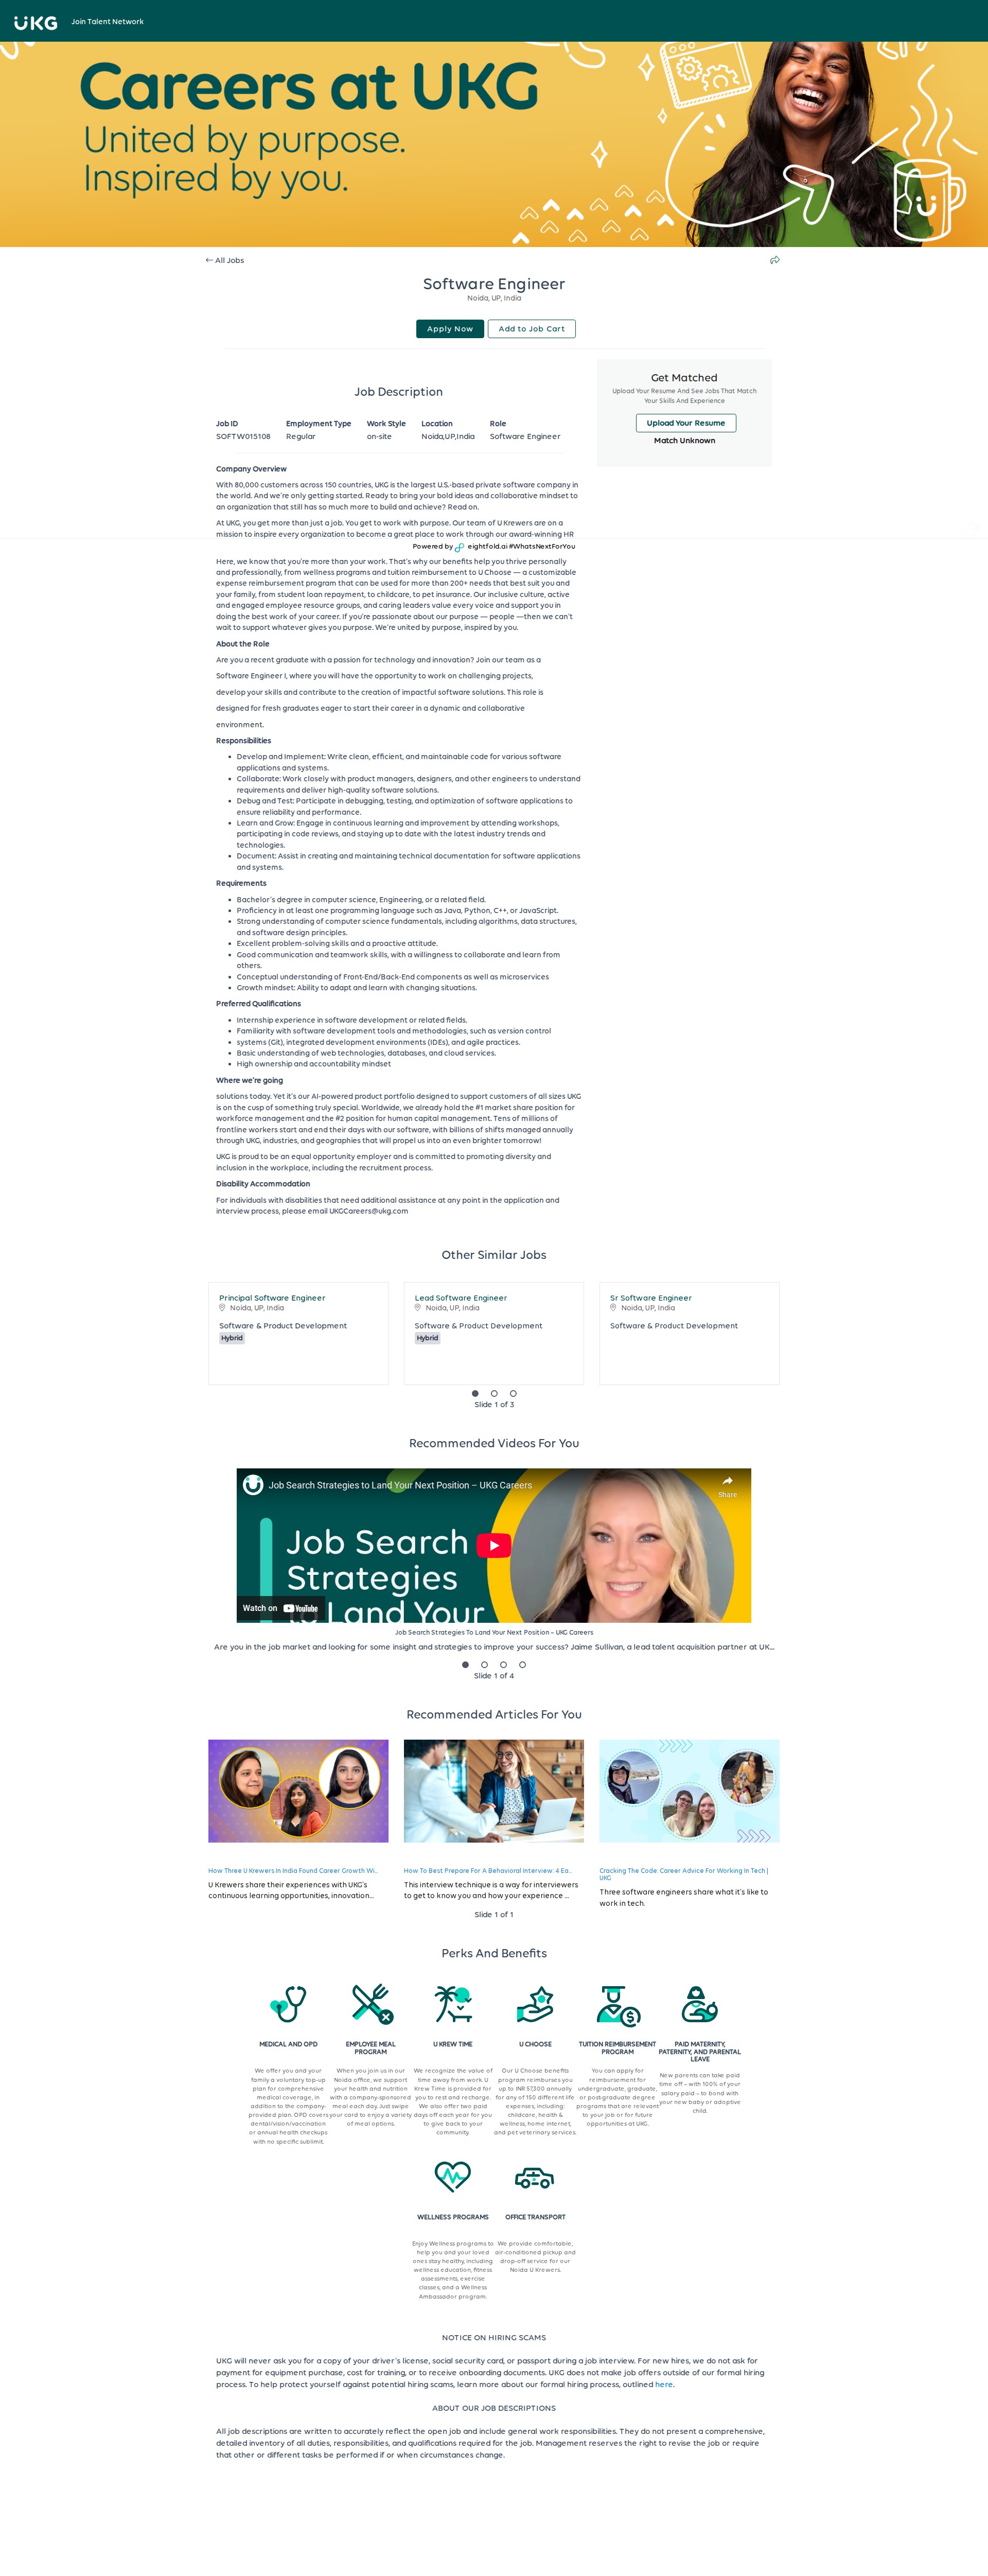 UKG
Join Talent Network
Careers at UKG
United by purpose.
Inspired by you.
← All Jobs
Software Engineer
Noida, UP, India
Apply Now
Add to Job Cart
Get Matched
Upload Your Resume And See Jobs That Match
Your Skills And Experience
Upload Your Resume
Match Unknown
Job Description
Job ID
SOFTW015108
Employment Type
Regular
Work Style
on-site
Location
Noida,UP,India
Role
Software Engineer
Company Overview
With 80,000 customers across 150 countries, UKG is the largest U.S.-based private software company in
the world. And we're only getting started. Ready to bring your bold ideas and collaborative mindset to
an organization that still has so much more to build and achieve? Read on.
At UKG, you get more than just a job. You get to work with purpose. Our team of U Krewers are on a
mission to inspire every organization to become a great place to work through our award-winning HR
Powered by eightfold.ai #WhatsNextForYou
Here, we know that you're more than your work. That's why our benefits help you thrive personally
and professionally, from wellness programs and tuition reimbursement to U Choose — a customizable
expense reimbursement program that can be used for more than 200+ needs that best suit you and
your family, from student loan repayment, to childcare, to pet insurance. Our inclusive culture, active
and engaged employee resource groups, and caring leaders value every voice and support you in
doing the best work of your career. If you're passionate about our purpose — people —then we can't
wait to support whatever gives you purpose. We're united by purpose, inspired by you.
About the Role
Are you a recent graduate with a passion for technology and innovation? Join our team as a
Software Engineer I, where you will have the opportunity to work on challenging projects,
develop your skills and contribute to the creation of impactful software solutions. This role is
designed for fresh graduates eager to start their career in a dynamic and collaborative
environment.
Responsibilities
• Develop and Implement: Write clean, efficient, and maintainable code for various software
applications and systems.
• Collaborate: Work closely with product managers, designers, and other engineers to understand
requirements and deliver high-quality software solutions.
• Debug and Test: Participate in debugging, testing, and optimization of software applications to
ensure reliability and performance.
• Learn and Grow: Engage in continuous learning and improvement by attending workshops,
participating in code reviews, and staying up to date with the latest industry trends and
technologies.
• Document: Assist in creating and maintaining technical documentation for software applications
and systems.
Requirements
• Bachelor's degree in computer science, Engineering, or a related field.
• Proficiency in at least one programming language such as Java, Python, C++, or JavaScript.
• Strong understanding of computer science fundamentals, including algorithms, data structures,
and software design principles.
• Excellent problem-solving skills and a proactive attitude.
• Good communication and teamwork skills, with a willingness to collaborate and learn from
others.
• Conceptual understanding of Front-End/Back-End components as well as microservices
• Growth mindset: Ability to adapt and learn with changing situations.
Preferred Qualifications
• Internship experience in software development or related fields.
• Familiarity with software development tools and methodologies, such as version control
• systems (Git), integrated development environments (IDEs), and agile practices.
• Basic understanding of web technologies, databases, and cloud services.
• High ownership and accountability mindset
Where we're going
solutions today. Yet it's our AI-powered product portfolio designed to support customers of all sizes UKG
is on the cusp of something truly special. Worldwide, we already hold the #1 market share position for
workforce management and the #2 position for human capital management. Tens of millions of
frontline workers start and end their days with our software, with billions of shifts managed annually
through UKG, industries, and geographies that will propel us into an even brighter tomorrow!
UKG is proud to be an equal opportunity employer and is committed to promoting diversity and
inclusion in the workplace, including the recruitment process.
Disability Accommodation
For individuals with disabilities that need additional assistance at any point in the application and
interview process, please email UKGCareers@ukg.com
Other Similar Jobs
Principal Software Engineer
Noida, UP, India
Software & Product Development
Hybrid
Lead Software Engineer
Noida, UP, India
Software & Product Development
Hybrid
Sr Software Engineer
Noida, UP, India
Software & Product Development
Slide 1 of 3
Recommended Videos For You
Job Search Strategies to Land Your Next Position – UKG Careers
Share
Job Search
Strategies
to Land Your
Watch on YouTube
Job Search Strategies To Land Your Next Position – UKG Careers
Are you in the job market and looking for some insight and strategies to improve your success? Jaime Sullivan, a lead talent acquisition partner at UK...
Slide 1 of 4
Recommended Articles For You
How Three U Krewers In India Found Career Growth Wi...
U Krewers share their experiences with UKG's
continuous learning opportunities, innovation...
How To Best Prepare For A Behavioral Interview: 4 Ea...
This interview technique is a way for interviewers
to get to know you and how your experience ...
Cracking The Code: Career Advice For Working In Tech |
UKG
Three software engineers share what it's like to
work in tech.
Slide 1 of 1
Perks And Benefits
MEDICAL AND OPD
We offer you and your
family a voluntary top-up
plan for comprehensive
medical coverage, in
addition to the company-
provided plan. OPD covers
dental/vision/vaccination
or annual health checkups
with no specific sublimit.
EMPLOYEE MEAL
PROGRAM
When you join us in our
Noida office, we support
your health and nutrition
with a company-sponsored
meal each day. Just swipe
your card to enjoy a variety
of meal options.
U KREW TIME
We recognize the value of
time away from work. U
Krew Time is provided for
you to rest and recharge.
We also offer two paid
days off each year for you
to give back to your
community.
U CHOOSE
Our U Choose benefits
program reimburses you
up to INR 57,300 annually
for any of 150 different life
expenses, including:
childcare, health &
wellness, home internet,
and pet veterinary services.
TUITION REIMBURSEMENT
PROGRAM
You can apply for
reimbursement for
undergraduate, graduate,
or postgraduate degree
programs that are relevant
to your job or for future
opportunities at UKG.
PAID MATERNITY,
PATERNITY, AND PARENTAL
LEAVE
New parents can take paid
time off – with 100% of your
salary paid – to bond with
your new baby or adoptive
child.
WELLNESS PROGRAMS
Enjoy Wellness programs to
help you and your loved
ones stay healthy, including
wellness education, fitness
assessments, exercise
classes, and a Wellness
Ambassador program.
OFFICE TRANSPORT
We provide comfortable,
air-conditioned pickup and
drop-off service for our
Noida U Krewers.
NOTICE ON HIRING SCAMS
UKG will never ask you for a copy of your driver's license, social security card, or passport during a job interview. For new hires, we do not ask for
payment for equipment purchase, cost for training, or to receive onboarding documents. UKG does not make job offers outside of our formal hiring
process. To help protect yourself against potential hiring scams, learn more about our formal hiring process, outlined here.
ABOUT OUR JOB DESCRIPTIONS
All job descriptions are written to accurately reflect the open job and include general work responsibilities. They do not present a comprehensive,
detailed inventory of all duties, responsibilities, and qualifications required for the job. Management reserves the right to revise the job or require
that other or different tasks be performed if or when circumstances change.